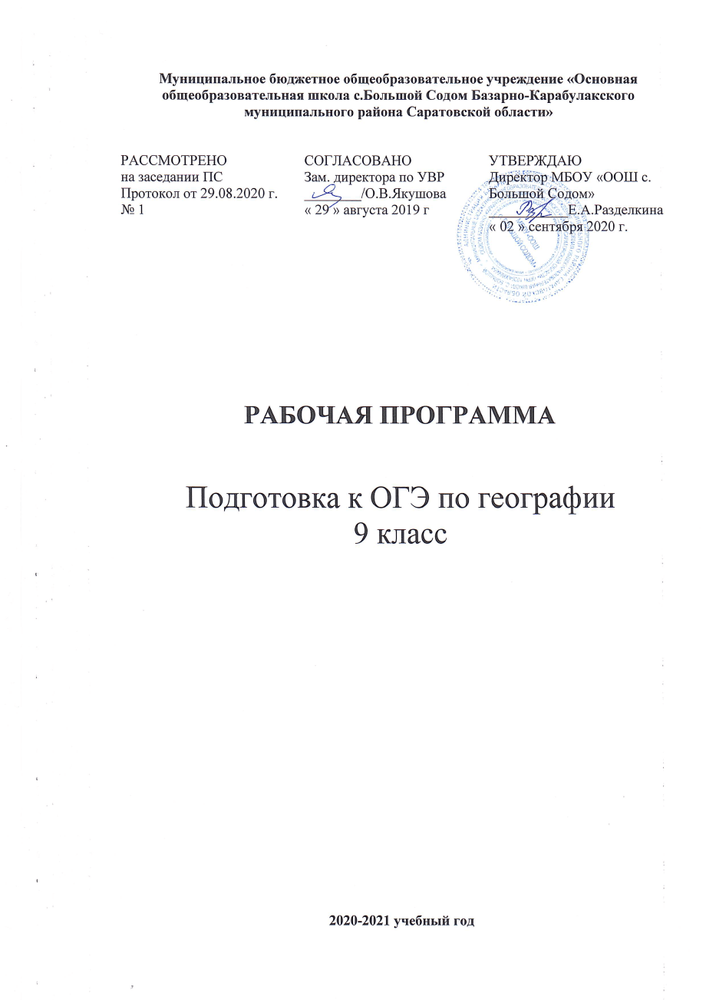 Муниципальное бюджетное общеобразовательное учреждение «Основная
общеобразовательная школа с.Большой Содом Базарно-Карабулакского
муниципального района Саратовской области»
РАССМОТРЕНО
на заседании ПС
Протокол от 29.08.2020 г.
№ 1
СОГЛАСОВАНО
Зам. директора по УВР
_________/О.В.Якушова
« 29 » августа 2019 г
УТВЕРЖДАЮ
Директор МБОУ «ООШ с.
Большой Содом»
____________Е.А.Разделкина
« 02 » сентября 2020 г.
РАБОЧАЯ ПРОГРАММА
Подготовка к ОГЭ по географии
9 класс
2020-2021 учебный год